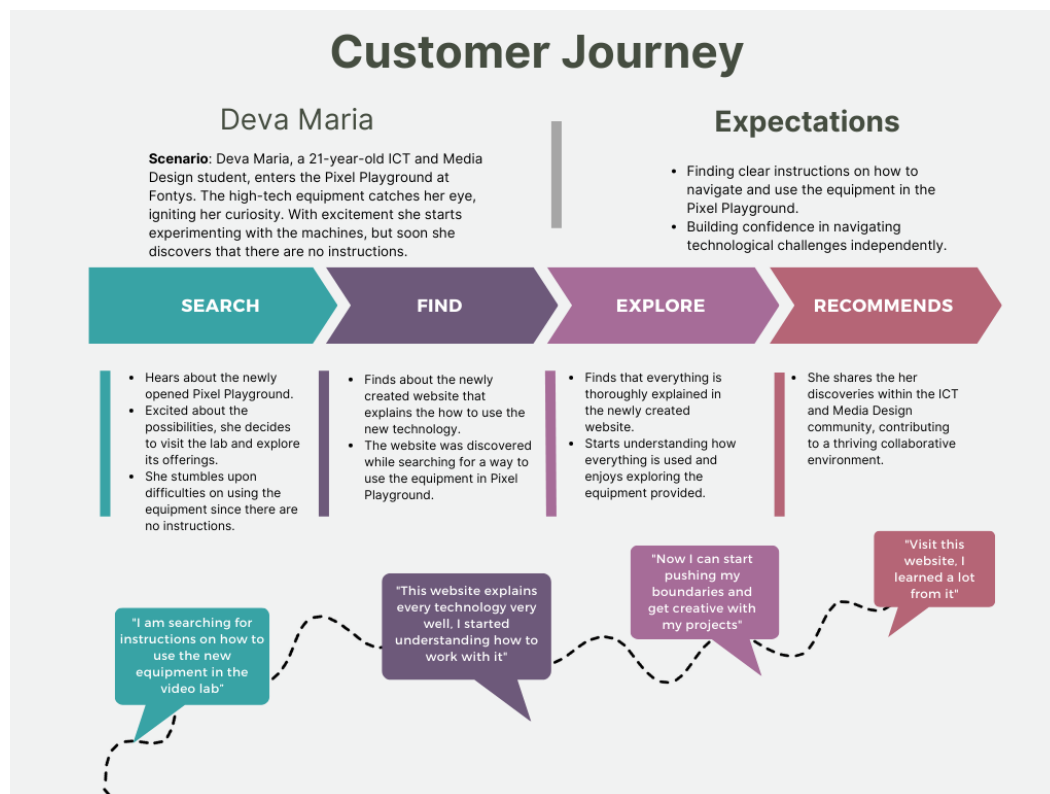 Customer Journey
Deva Maria
Scenario: Deva Maria, a 21-year-old ICT and Media
Design student, enters the Pixel Playground at
Fontys. The high-tech equipment catches her eye,
igniting her curiosity. With excitement she starts
experimenting with the machines, but soon she
discovers that there are no instructions.
Expectations
• Finding clear instructions on how to
navigate and use the equipment in the
Pixel Playground.
• Building confidence in navigating
technological challenges independently.
SEARCH
FIND
EXPLORE
RECOMMENDS
• Hears about the newly
opened Pixel Playground.
• Excited about the
possibilities, she decides
to visit the lab and explore
its offerings.
• She stumbles upon
difficulties on using the
equipment since there are
no instructions.
• Finds about the newly
created website that
explains the how to use the
new technology.
• The website was discovered
while searching for a way to
use the equipment in Pixel
Playground.
• Finds that everything is
thoroughly explained in
the newly created
website.
• Starts understanding how
everything is used and
enjoys exploring the
equipment provided.
• She shares the her
discoveries within the ICT
and Media Design
community, contributing
to a thriving collaborative
environment.
"I am searching for
instructions on how to
use the new
equipment in the
video lab"
"This website explains
every technology very
well, I started
understanding how to
work with it"
"Now I can start
pushing my
boundaries and
get creative with
my projects"
"Visit this
website, I
learned a lot
from it"